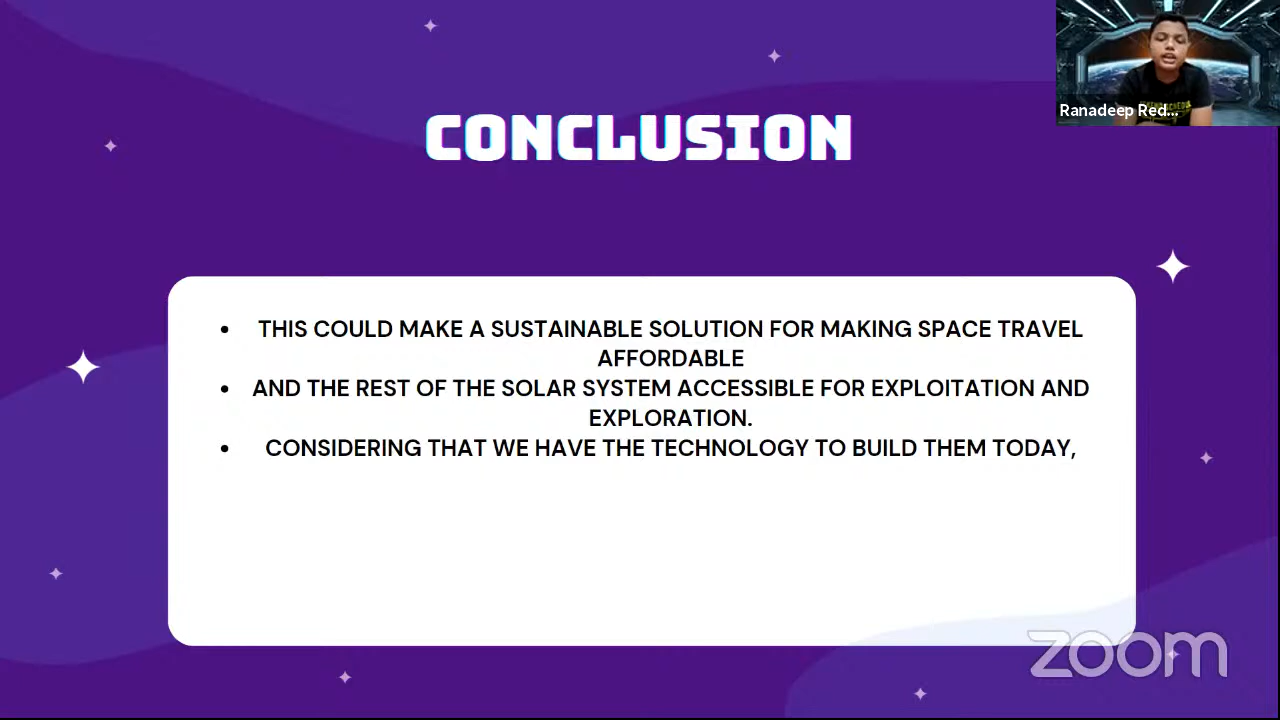 Ranadeep Red...
CONCLUSION
• THIS COULD MAKE A SUSTAINABLE SOLUTION FOR MAKING SPACE TRAVEL
AFFORDABLE
• AND THE REST OF THE SOLAR SYSTEM ACCESSIBLE FOR EXPLOITATION AND
EXPLORATION.
• CONSIDERING THAT WE HAVE THE TECHNOLOGY TO BUILD THEM TODAY,
zoom